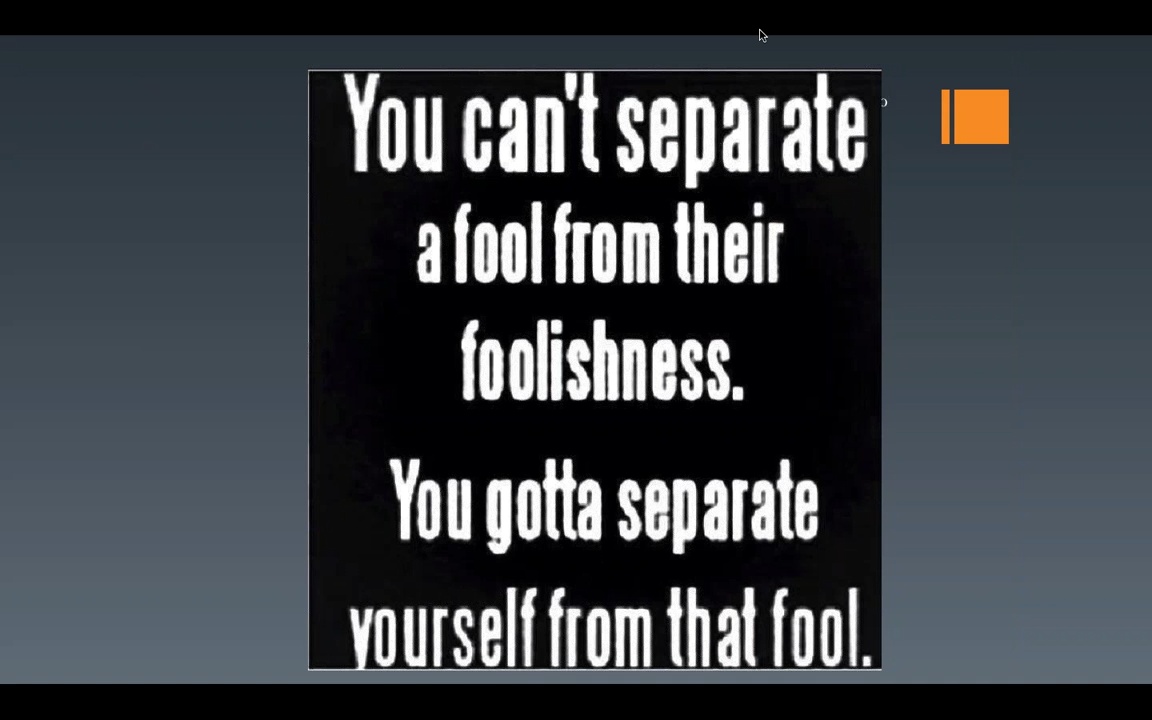 You can't separate
a fool from their
foolishness.
You gotta separate
yourself from that fool.